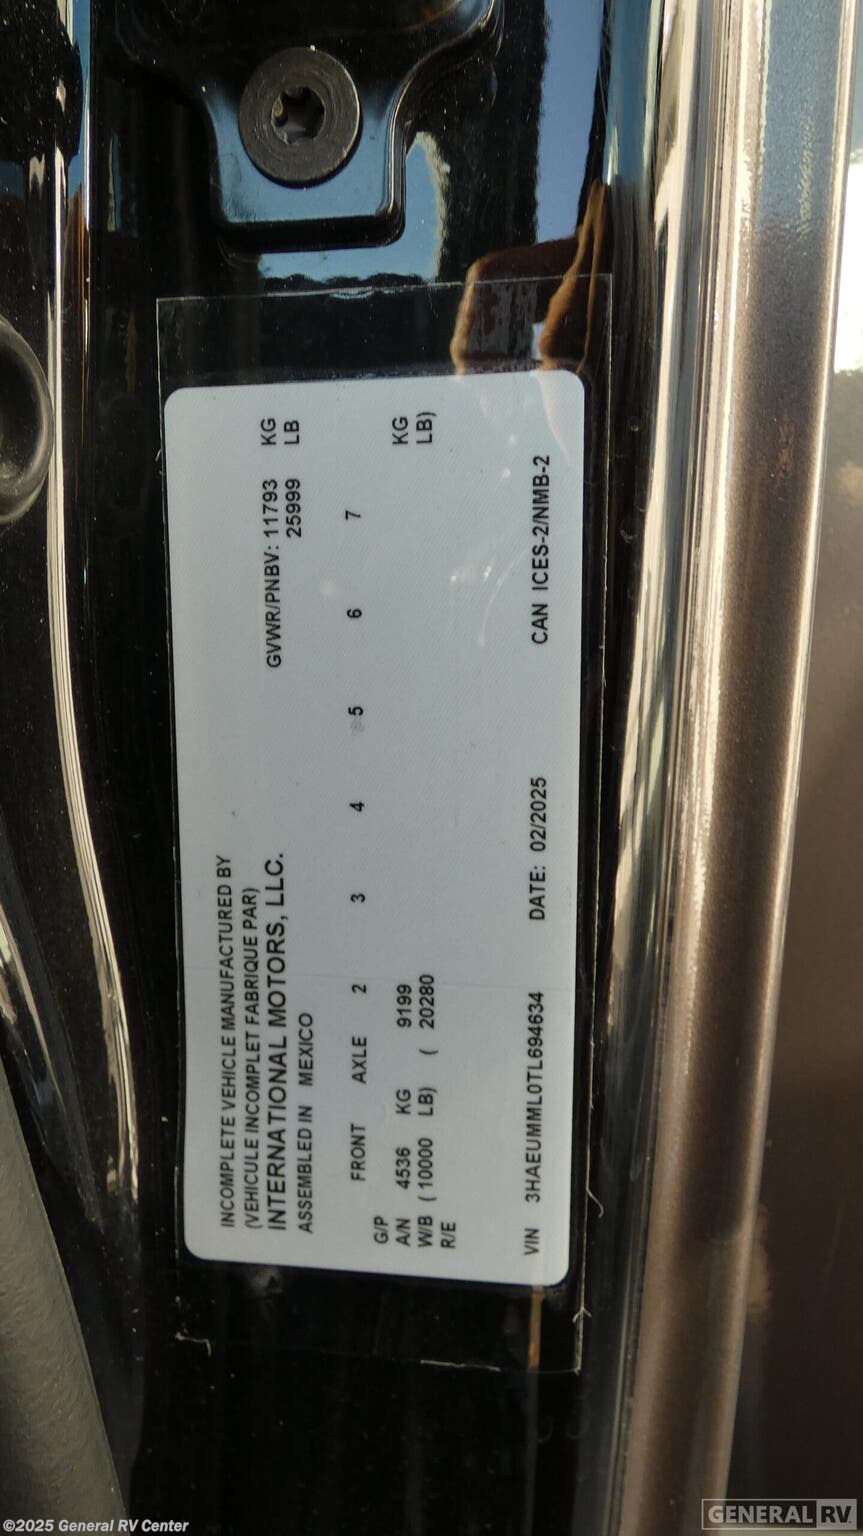 INCOMPLETE VEHICLE MANUFACTURED BY
(VEHICULE INCOMPLET FABRIQUE PAR)
INTERNATIONAL MOTORS, LLC.
ASSEMBLED IN MEXICO
GVWR/PNBV: 11793 KG
25999 LB
FRONT AXLE 2 3 4 5 6 7
G/P
A/N 4536 KG 9199 KG
W/B ( 10000 LB) ( 20280 LB)
R/E
VIN 3HAEUMML0TL694634 DATE: 02/2025 CAN ICES-2/NMB-2
©2025 General RV Center
GENERAL RV